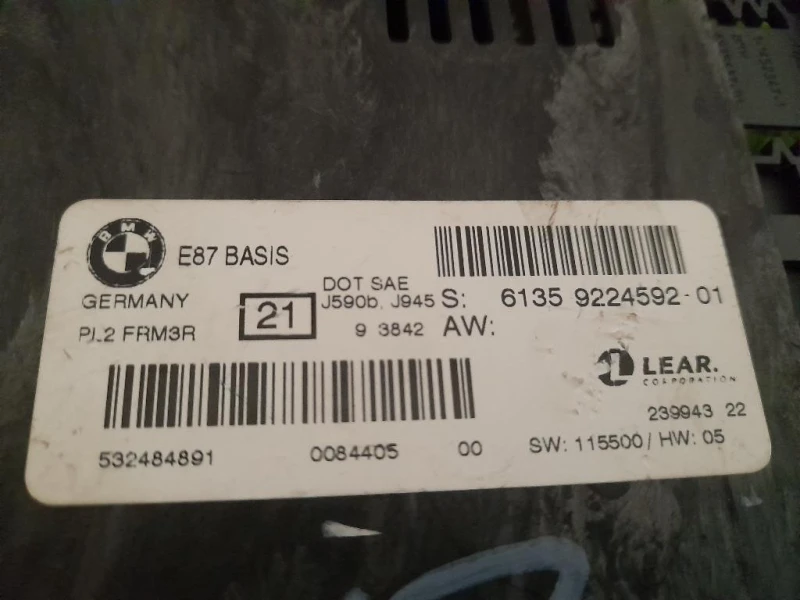 BMW
E87 BASIS
GERMANY
PL2 FRM3R
21
DOT SAE
J590b, J945
9 3842
S: 6135 9224592-01
AW:
L LEAR.
CORPORATION
239943 22
532484891 0084405 00
SW: 115500 / HW: 05